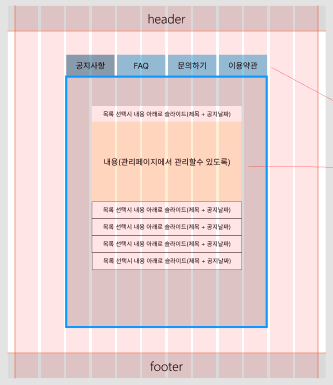 header
공지사항 FAQ 문의하기 이용약관
목록 선택시 내용 아래로 슬라이드(제목 + 공지날짜)
내용(관리페이지에서 관리할수 있도록)
목록 선택시 내용 아래로 슬라이드(제목 + 공지날짜)
목록 선택시 내용 아래로 슬라이드(제목 + 공지날짜)
목록 선택시 내용 아래로 슬라이드(제목 + 공지날짜)
목록 선택시 내용 아래로 슬라이드(제목 + 공지날짜)
footer